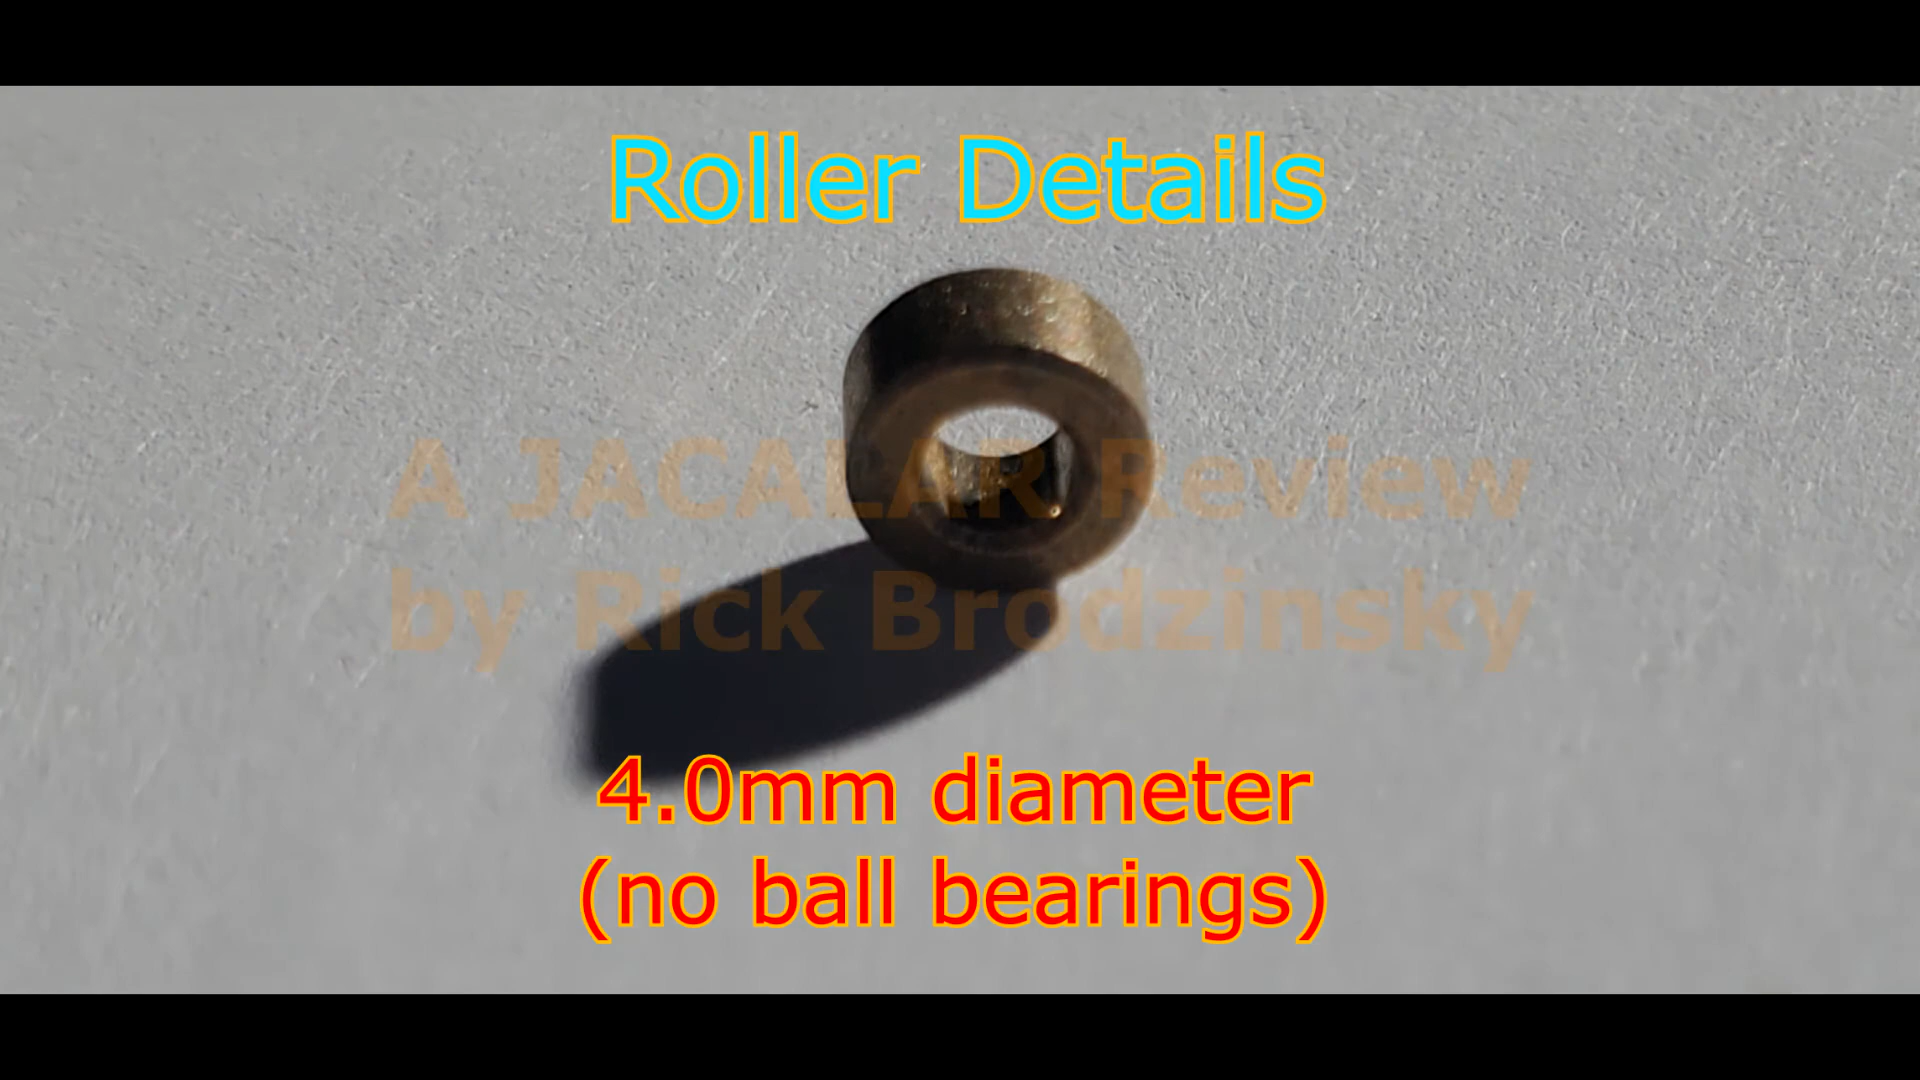 Roller Details
A JACALAR Review
by Rick Brodzinsky
4.0mm diameter
(no ball bearings)